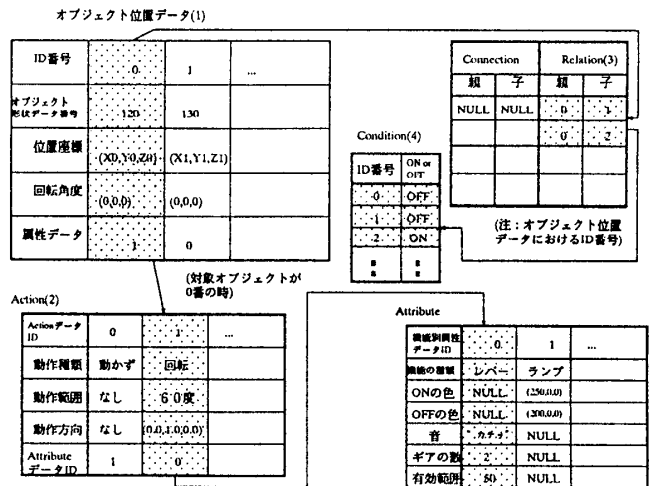 オブジェクト位置データ(1)
ID番号 0 1 ...
オブジェクト
形状データ番号 120 130
位置座標 (X0,Y0,Z0) (X1,Y1,Z1)
回転角度 (0,0,0) (0,0,0)
属性データ 1 0
Connection Relation(3)
親 子 親 子
NULL NULL 0 1
0 2
(注:オブジェクト位置
データにおけるID番号)
Condition(4)
ID番号 ON or
OFF
0 OFF
1 OFF
2 ON
(対象オブジェクトが
0番の時)
Action(2)
Actionデータ
ID 0 1 ...
動作種類 動かず 回転
動作範囲 なし 60度
動作方向 なし (0.0,1.0,0.0)
Attribute
データID 1 0
Attribute
機能別属性
データID 0 1 ...
機能の種類 レバー ランプ
ONの色 NULL (250,0,0)
OFFの色 NULL (200,0,0)
音 カチッ NULL
ギアの数 2 NULL
有効範囲 50 NULL